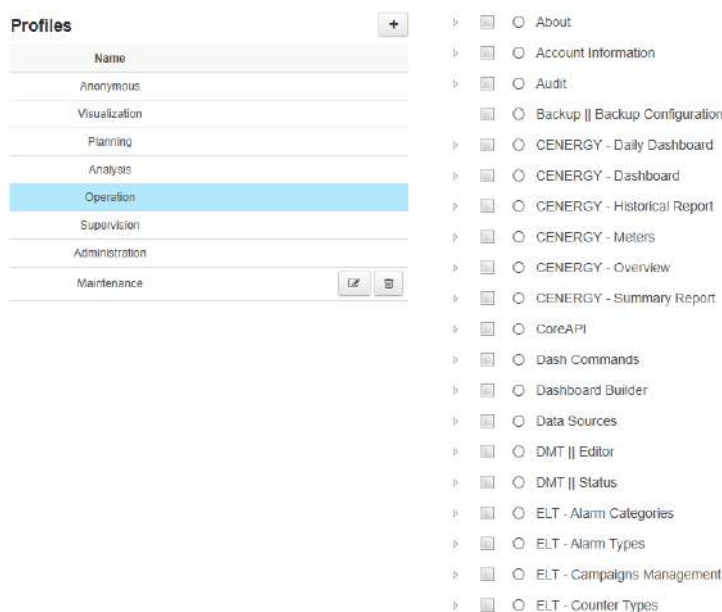 Profiles
+
Name
Anonymous
Visualization
Planning
Analysis
Operation
Supervision
Administration
Maintenance
About
Account Information
Audit
Backup || Backup Configuration
CENERGY - Daily Dashboard
CENERGY - Dashboard
CENERGY - Historical Report
CENERGY - Meters
CENERGY - Overview
CENERGY - Summary Report
CoreAPI
Dash Commands
Dashboard Builder
Data Sources
DMT || Editor
DMT || Status
ELT - Alarm Categories
ELT - Alarm Types
ELT - Campaigns Management
ELT - Counter Types